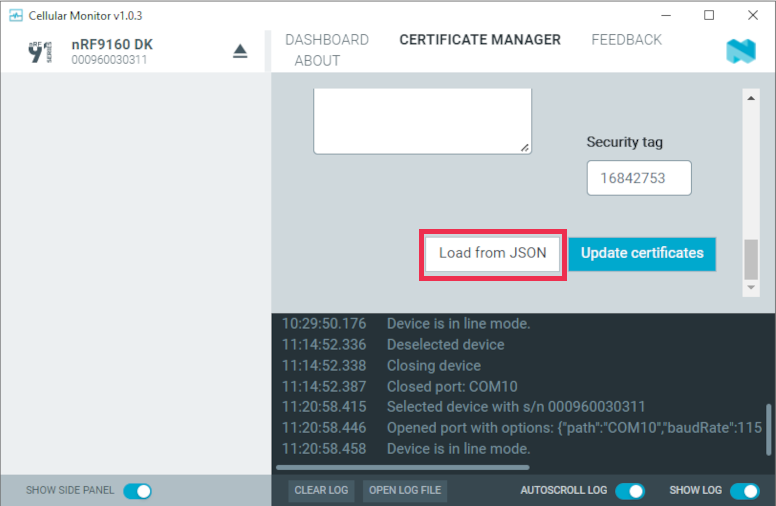 Cellular Monitor v1.0.3
nRF
91
SERIES
nRF9160 DK
000960030311
DASHBOARD CERTIFICATE MANAGER FEEDBACK
ABOUT
Security tag
16842753
Load from JSON Update certificates
10:29:50.176 Device is in line mode.
11:14:52.336 Deselected device
11:14:52.338 Closing device
11:14:52.387 Closed port: COM10
11:20:58.415 Selected device with s/n 000960030311
11:20:58.446 Opened port with options: {"path":"COM10","baudRate":115
11:20:58.458 Device is in line mode.
SHOW SIDE PANEL CLEAR LOG OPEN LOG FILE AUTOSCROLL LOG SHOW LOG